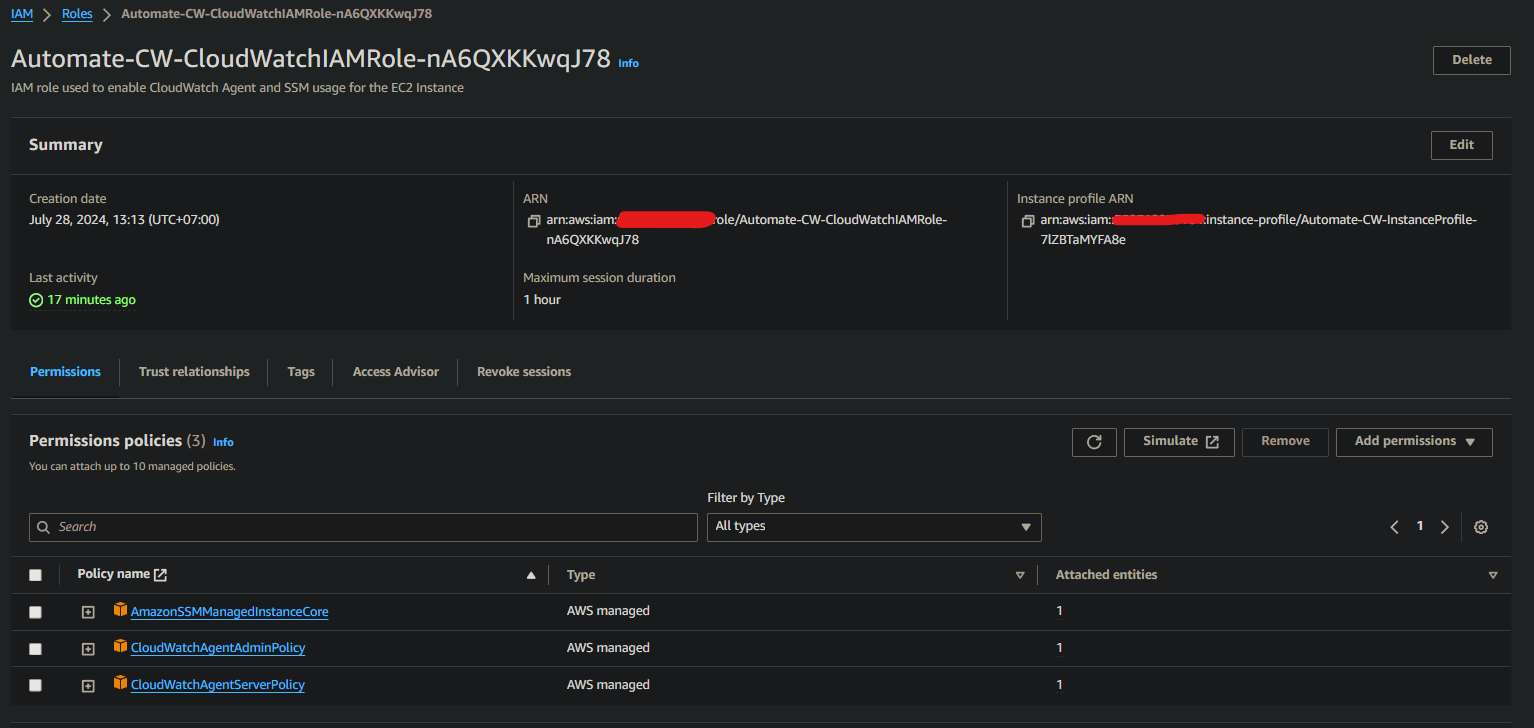 IAM > Roles > Automate-CW-CloudWatchIAMRole-nA6QXKKwqJ78
Automate-CW-CloudWatchIAMRole-nA6QXKKwqJ78 Info
Delete
IAM role used to enable CloudWatch Agent and SSM usage for the EC2 Instance
Summary
Edit
Creation date
July 28, 2024, 13:13 (UTC+07:00)
ARN
arn:aws:iam: role/Automate-CW-CloudWatchIAMRole-
nA6QXKKwqJ78
Instance profile ARN
arn:aws:iam: :instance-profile/Automate-CW-InstanceProfile-
7lZBTaMYFA8e
Last activity
17 minutes ago
Maximum session duration
1 hour
Permissions
Trust relationships
Tags
Access Advisor
Revoke sessions
Permissions policies (3) Info
You can attach up to 10 managed policies.
Simulate
Remove
Add permissions
Filter by Type
Search
All types
1
Policy name
Type
Attached entities
AmazonSSMManagedInstanceCore
AWS managed
1
CloudWatchAgentAdminPolicy
AWS managed
1
CloudWatchAgentServerPolicy
AWS managed
1